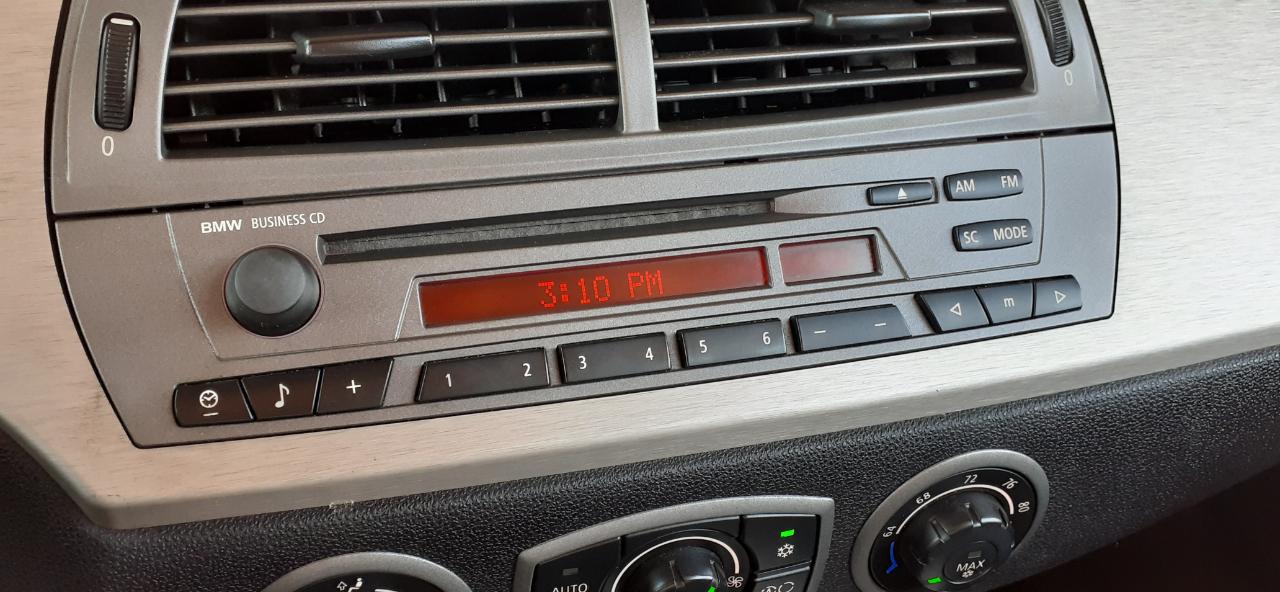 0
0
BMW BUSINESS CD
AM FM
SC MODE
3:10 PM
m
+
1 2
3 4
5 6
– –
64 68 72 76 80
MAX
AUTO